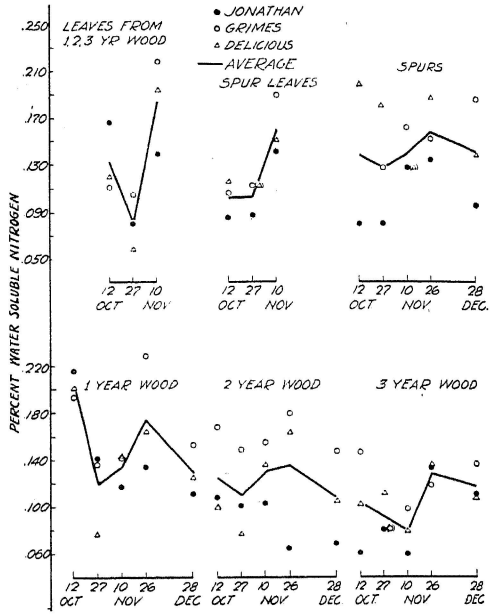 ● JONATHAN
○ GRIMES
△ DELICIOUS
— AVERAGE
LEAVES FROM
1,2,3 YR WOOD
SPUR LEAVES
SPURS
PERCENT WATER SOLUBLE NITROGEN
.250
.210
.170
.130
.090
.050
12 27 10
OCT NOV
12 27 10
OCT NOV
12 27 10 26 28
OCT NOV DEC.
1 YEAR WOOD
2 YEAR WOOD
3 YEAR WOOD
.220
.180
.140
.100
.060
12 27 10 26 28
OCT NOV DEC
12 27 10 26 28
OCT NOV DEC
12 27 10 26 28
OCT NOV DEC